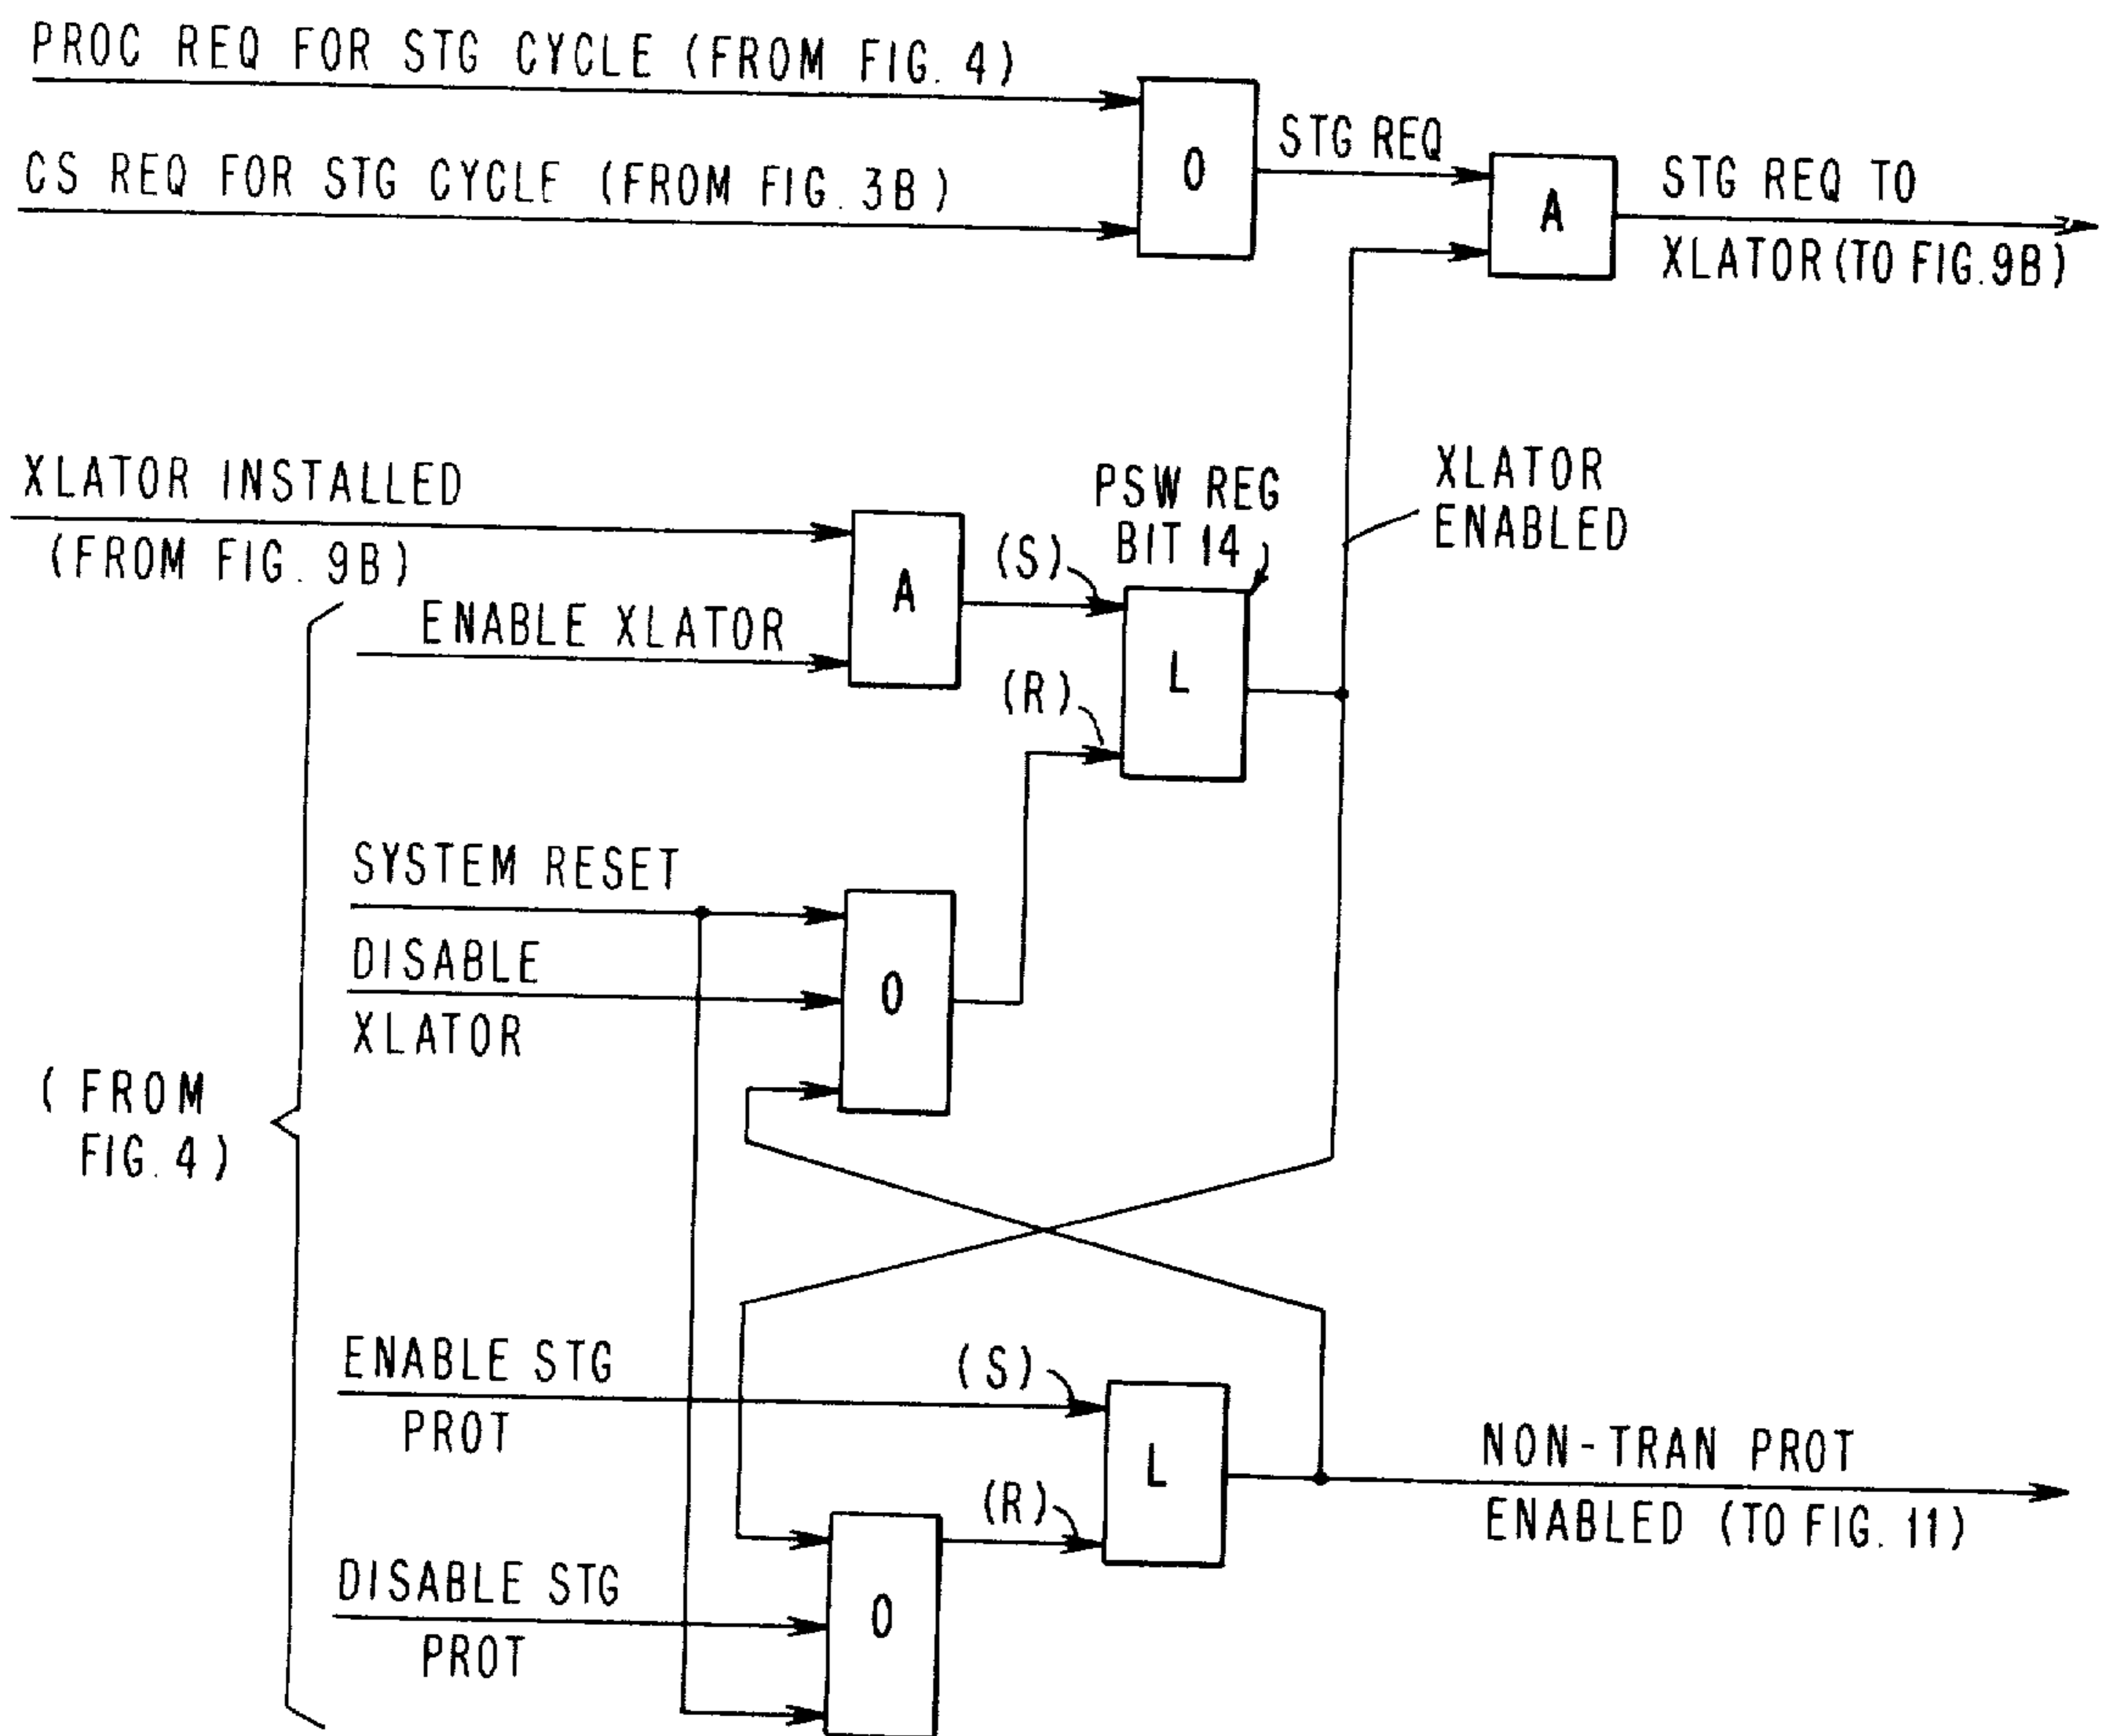 PROC REQ FOR STG CYCLE (FROM FIG. 4)
O
STG REQ
CS REQ FOR STG CYCLE (FROM FIG. 3B)
A
STG REQ TO
XLATOR (TO FIG. 9B)
XLATOR INSTALLED
(FROM FIG. 9B)
ENABLE XLATOR
A
(S)
PSW REG
BIT 14
XLATOR
ENABLED
(R)
L
SYSTEM RESET
DISABLE
XLATOR
O
(FROM
FIG. 4)
ENABLE STG
PROT
(S)
L
(R)
NON-TRAN PROT
ENABLED (TO FIG. 11)
DISABLE STG
PROT
O